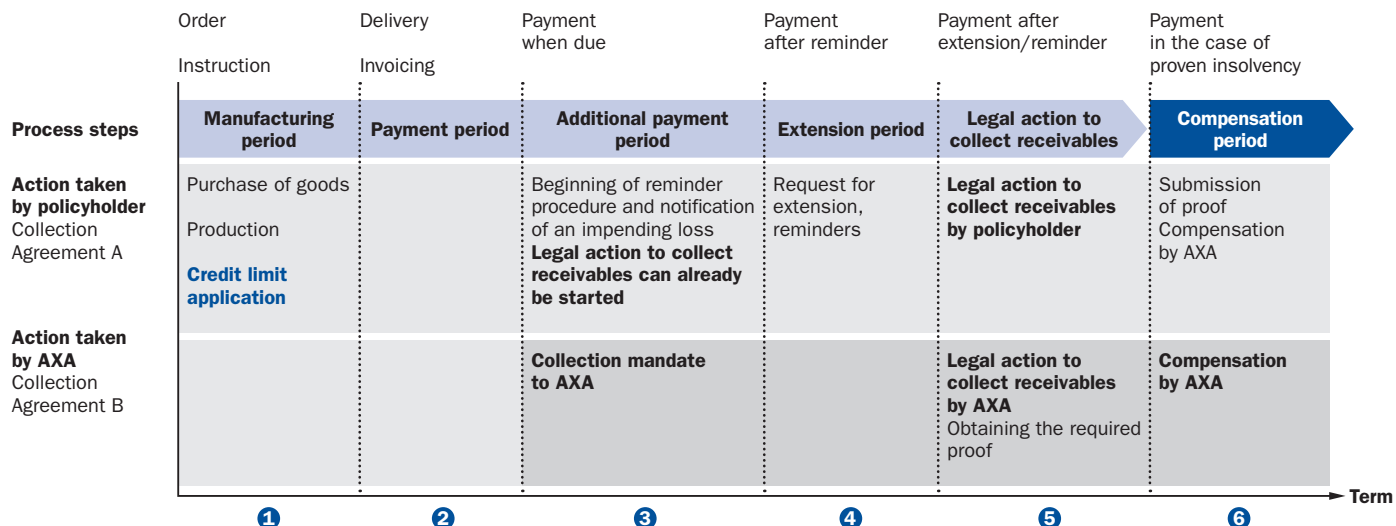 Order
Instruction
Delivery
Invoicing
Payment
when due
Payment
after reminder
Payment after
extension/reminder
Payment
in the case of
proven insolvency
Process steps
Manufacturing
period
Payment period
Additional payment
period
Extension period
Legal action to
collect receivables
Compensation
period
Action taken
by policyholder
Collection
Agreement A
Purchase of goods
Production
Credit limit
application
Beginning of reminder
procedure and notification
of an impending loss
Legal action to collect
receivables can already
be started
Request for
extension,
reminders
Legal action to
collect receivables
by policyholder
Submission
of proof
Compensation
by AXA
Action taken
by AXA
Collection
Agreement B
Collection mandate
to AXA
Legal action to
collect receivables
by AXA
Obtaining the required
proof
Compensation
by AXA
Term
1
2
3
4
5
6